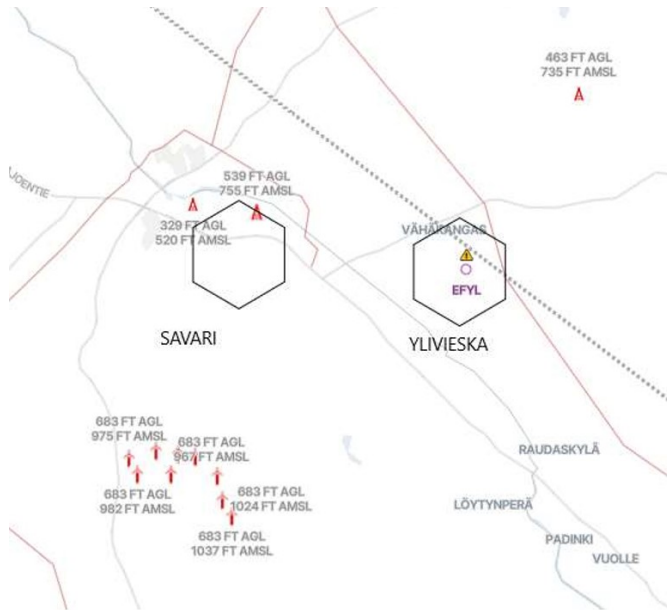 463 FT AGL
735 FT AMSL
539 FT AGL
755 FT AMSL
JOENTIE
329 FT AGL
520 FT AMSL
VÄHÄKANGAS
EFYL
SAVARI
YLIVIESKA
683 FT AGL
975 FT AMSL
683 FT AGL
967 FT AMSL
683 FT AGL
982 FT AMSL
683 FT AGL
1024 FT AMSL
683 FT AGL
1037 FT AMSL
RAUDASKYLÄ
LÖYTYNPERÄ
PADINKI
VUOLLE